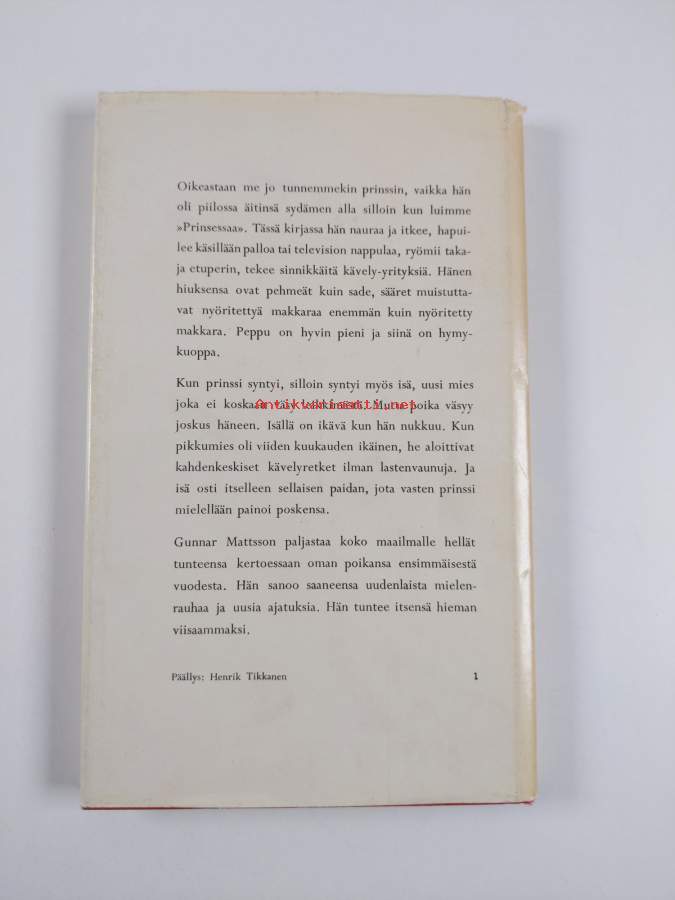 Oikeastaan me jo tunnemmekin prinssin, vaikka hän
oli piilossa äitinsä sydämen alla silloin kun luimme
»Prinsessaa». Tässä kirjassa hän nauraa ja itkee, hapui-
lee käsillään palloa tai television nappulaa, ryömii taka-
ja etuperin, tekee sinnikkäitä kävely-yrityksiä. Hänen
hiuksensa ovat pehmeät kuin sade, sääret muistutta-
vat nyöritettyä makkaraa enemmän kuin nyöritetty
makkara. Peppu on hyvin pieni ja siinä on hymy-
kuoppa.
Kun prinssi syntyi, silloin syntyi myös isä, uusi mies
joka ei koskaan poika väsyy
Antikvariaatti.net
joskus häneen. Isällä on ikävä kun hän nukkuu. Kun
pikkumies oli viiden kuukauden ikäinen, he aloittivat
kahdenkeskiset kävelyretket ilman lastenvaunuja. Ja
isä osti itselleen sellaisen paidan, jota vasten prinssi
mielellään painoi poskensa.
Gunnar Mattsson paljastaa koko maailmalle hellät
tunteensa kertoessaan oman poikansa ensimmäisestä
vuodesta. Hän sanoo saaneensa uudenlaista mielen-
rauhaa ja uusia ajatuksia. Hän tuntee itsensä hieman
viisaammaksi.
Päällys: Henrik Tikkanen 1